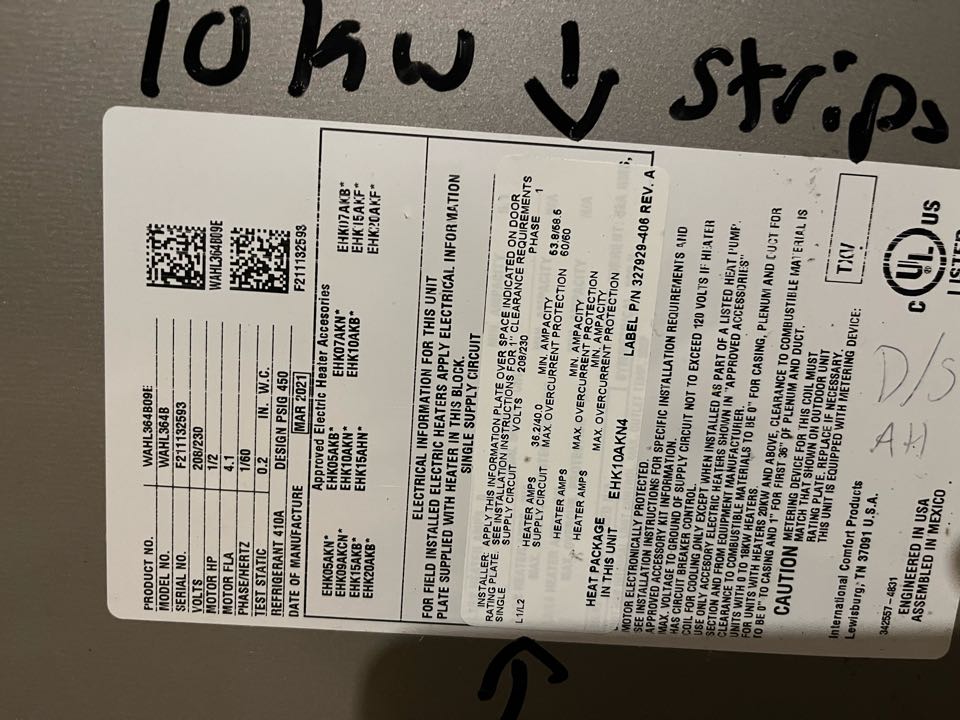 10 kw ↓ strips
PRODUCT NO. WAHL364B09E
MODEL NO. WAHL364B
SERIAL NO. F211132593
VOLTS 208/230
MOTOR HP 1/2
MOTOR FLA 4.1
PHASE/HERTZ 1/60
TEST STATIC 0.2 IN. W.C.
REFRIGERANT 410A DESIGN PSIG 450
DATE OF MANUFACTURE MAR 2021
WAHL364B09E
F211132593
Aproved Electric Heater Accesories
EHK05AKN* EHK05AKB* EHK07AKN* EHK07AKB*
EHK09AKCN* EHK10AKN* EHK10AKB* EHK15AKF*
EHK15AKB* EHK15AHN* EHK20AKF*
EHK20AKB*
ELECTRICAL INFORMATION FOR THIS UNIT
FOR FIELD INSTALLED ELECTRIC HEATERS APPLY ELECTRICAL INFORMATION
PLATE SUPPLIED WITH HEATER IN THIS BLOCK.
SINGLE SUPPLY CIRCUIT
INSTALLER: APPLY THIS INFORMATION PLATE OVER SPACE INDICATED ON DOOR
RATING PLATE. SEE INSTALLATION INSTRUCTIONS FOR 1" CLEARANCE REQUIREMENTS
SINGLE SUPPLY CIRCUIT VOLTS 208/230 PHASE 1
L1/L2 HEATER AMPS 36.2/40.0 MIN. AMPACITY 53.8/58.5
SUPPLY CIRCUIT MAX. OVERCURRENT PROTECTION 60/60
HEATER AMPS MIN. AMPACITY
MAX. OVERCURRENT PROTECTION
HEATER AMPS MIN. AMPACITY
MAX. OVERCURRENT PROTECTION
HEAT PACKAGE
IN THIS UNIT EHK10AKN4 LABEL P/N 327929-406 REV. A
MOTOR ELECTRONICALLY PROTECTED.
SEE INSTALLATION INSTRUCTIONS FOR SPECIFIC INSTALLATION REQUIREMENTS AND
APPROVED ACCESSORY KIT INFORMATION.
MAX. VOLTAGE TO GROUND OF SUPPLY CIRCUIT NOT TO EXCEED 120 VOLTS IF HEATER
HAS CIRCUIT BREAKER CONTROL.
COIL FOR COOLING ONLY EXCEPT WHEN INSTALLED AS PART OF A LISTED HEAT PUMP.
USE ONLY ACCESORY ELECTRIC HEATERS SHOWN IN "APPROVED ACCESSORIES"
SECTION AND FROM EQUIPMENT MANUFACTURER.
CLEARANCE TO COMBUSTIBLE MATERIALS TO BE 0" FOR CASING, PLENUM AND DUCT FOR
UNITS WITH 0 TO 18KW HEATERS
FOR UNITS WITH HEATERS 20KW AND ABOVE, CLEARANCE TO COMBUSTIBLE MATERIAL IS
TO BE 0" TO CASING AND 1" FOR FIRST 36" OF PLENUM AND DUCT.
CAUTION METERING DEVICE FOR THIS COIL MUST
MATCH THAT SHOWN ON OUTDOOR UNIT
RATING PLATE. REPLACE IF NECESSARY.
THIS UNIT IS EQUIPPED WITH METERING DEVICE: TXV
International Comfort Products
Lewisburg, TN 37091 U.S.A.
342557-4831
ENGINEERED IN USA
ASSEMBLED IN MEXICO
D/S
AH
C UL ® US
LISTED